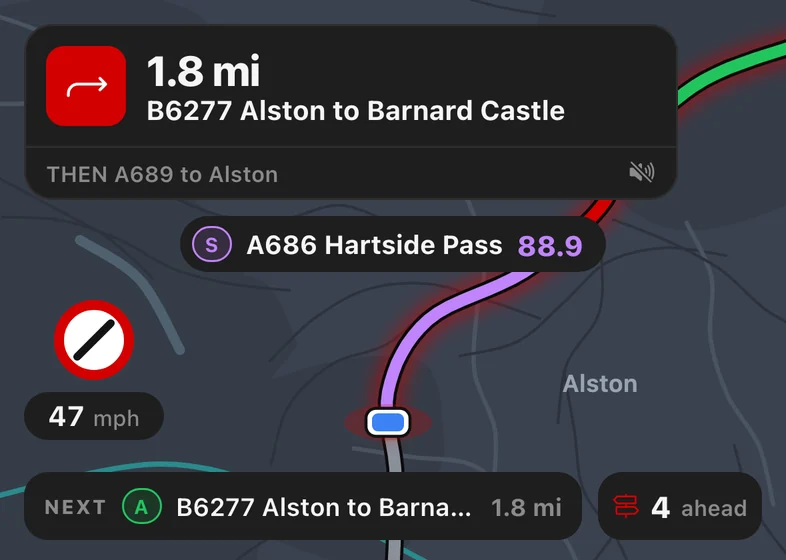 1.8 mi
B6277 Alston to Barnard Castle
THEN A689 to Alston
S A686 Hartside Pass 88.9
Alston
47 mph
NEXT A B6277 Alston to Barna... 1.8 mi
4 ahead